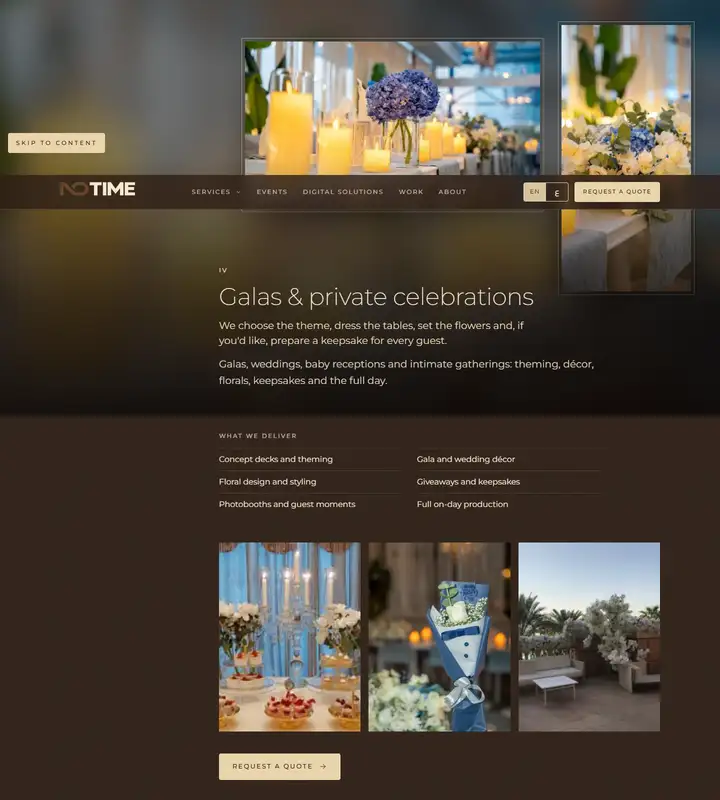 SKIP TO CONTENT
NOTIME
SERVICES
EVENTS
DIGITAL SOLUTIONS
WORK
ABOUT
EN
ع
REQUEST A QUOTE
IV
Galas & private celebrations
We choose the theme, dress the tables, set the flowers and, if
you'd like, prepare a keepsake for every guest.
Galas, weddings, baby receptions and intimate gatherings: theming, décor,
florals, keepsakes and the full day.
WHAT WE DELIVER
Concept decks and theming
Gala and wedding décor
Floral design and styling
Giveaways and keepsakes
Photobooths and guest moments
Full on-day production
REQUEST A QUOTE →